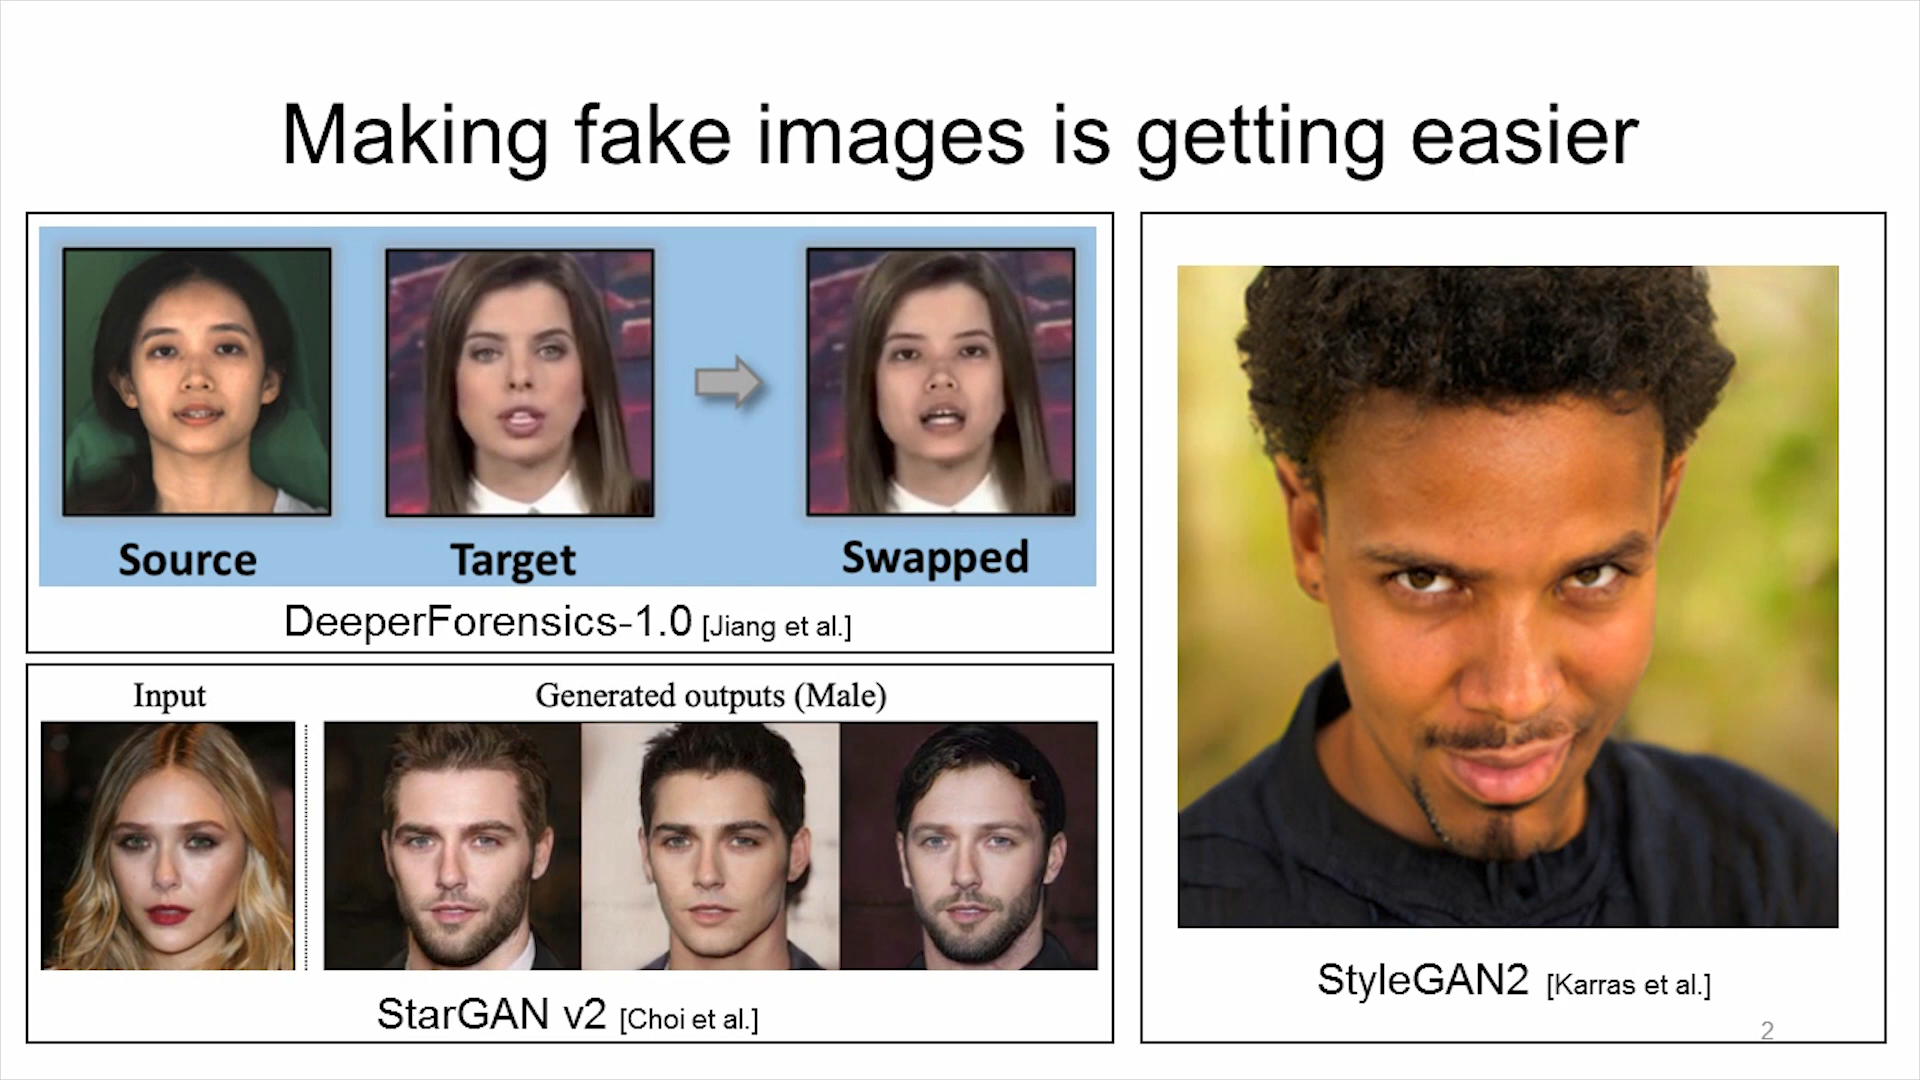 Making fake images is getting easier
Source Target Swapped
DeeperForensics-1.0 [Jiang et al.]
Input Generated outputs (Male)
StarGAN v2 [Choi et al.]
StyleGAN2 [Karras et al.]
2